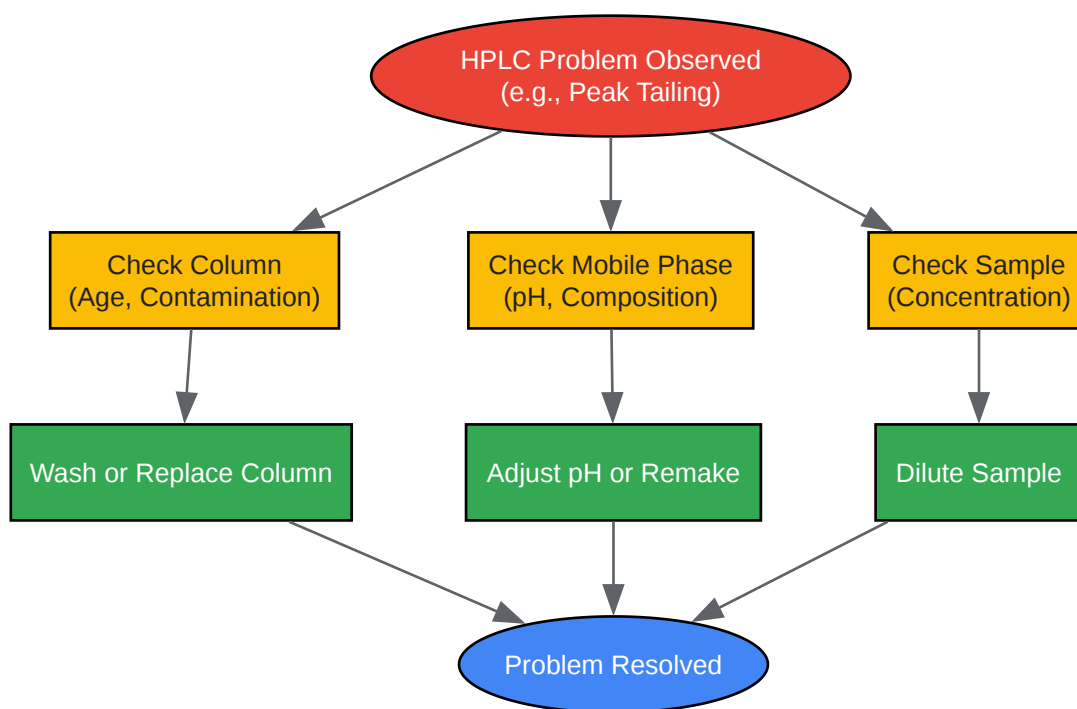 HPLC Problem Observed
(e.g., Peak Tailing)
Check Column
(Age, Contamination)
Check Mobile Phase
(pH, Composition)
Check Sample
(Concentration)
Wash or Replace Column
Adjust pH or Remake
Dilute Sample
Problem Resolved